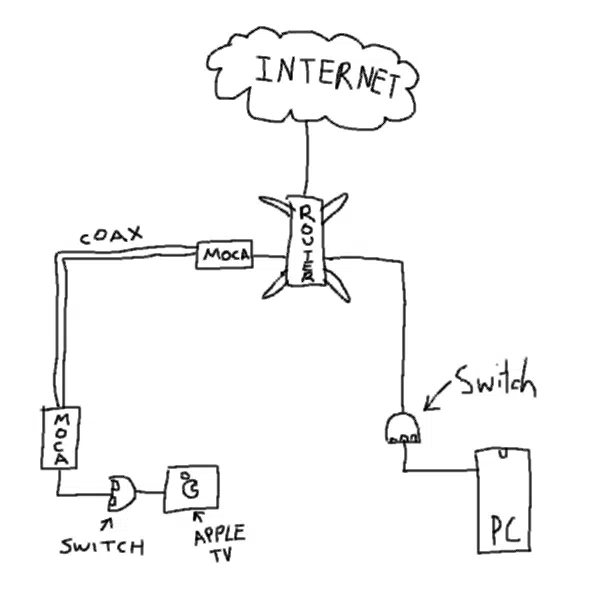 INTERNET
ROUTER
COAX
MOCA
Switch
MOCA
PC
SWITCH
APPLE
TV